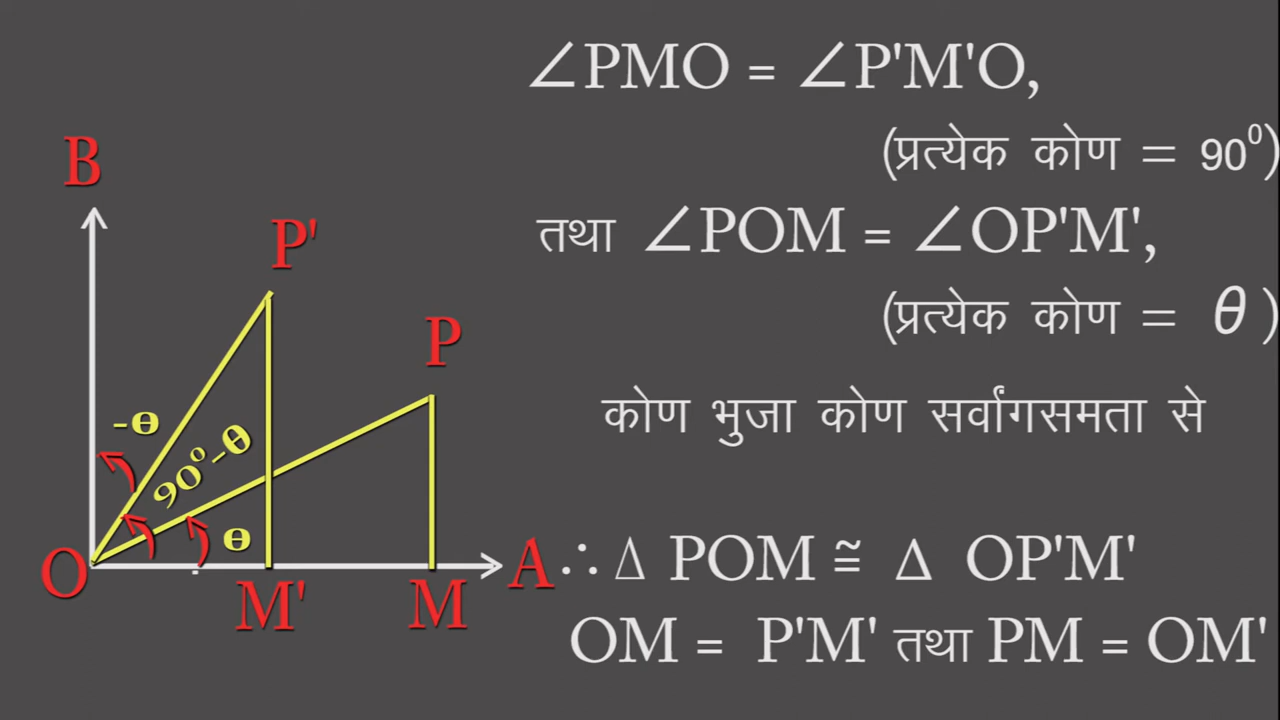 ∠PMO = ∠P'M'O,
(प्रत्येक कोण = 90⁰)
तथा ∠POM = ∠OP'M',
(प्रत्येक कोण = θ )
कोण भुजा कोण सर्वांगसमता से
∴ Δ POM ≅ Δ OP'M'
OM = P'M' तथा PM = OM'
B
P'
P
-θ
90⁰-θ
θ
O
M'
M
A